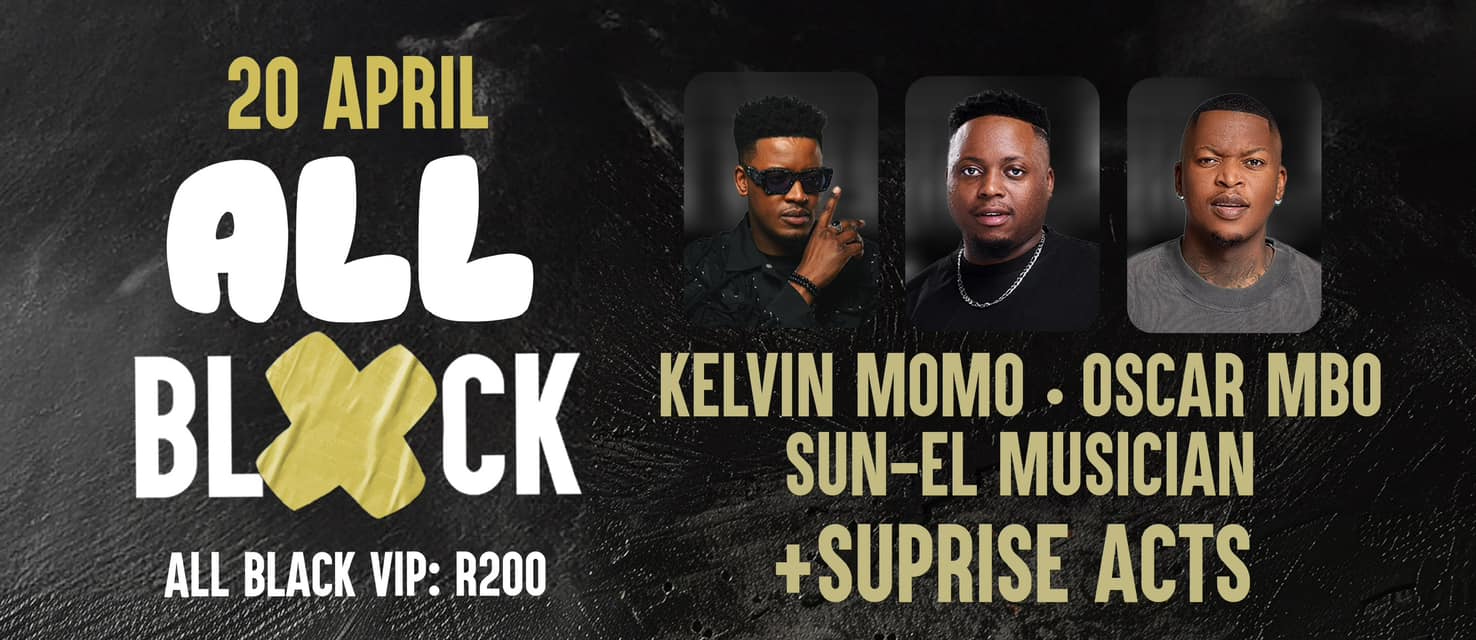 20 APRIL
ALL
BLXCK
ALL BLACK VIP: R200
KELVIN MOMO • OSCAR MBO
SUN-EL MUSICIAN
+SUPRISE ACTS